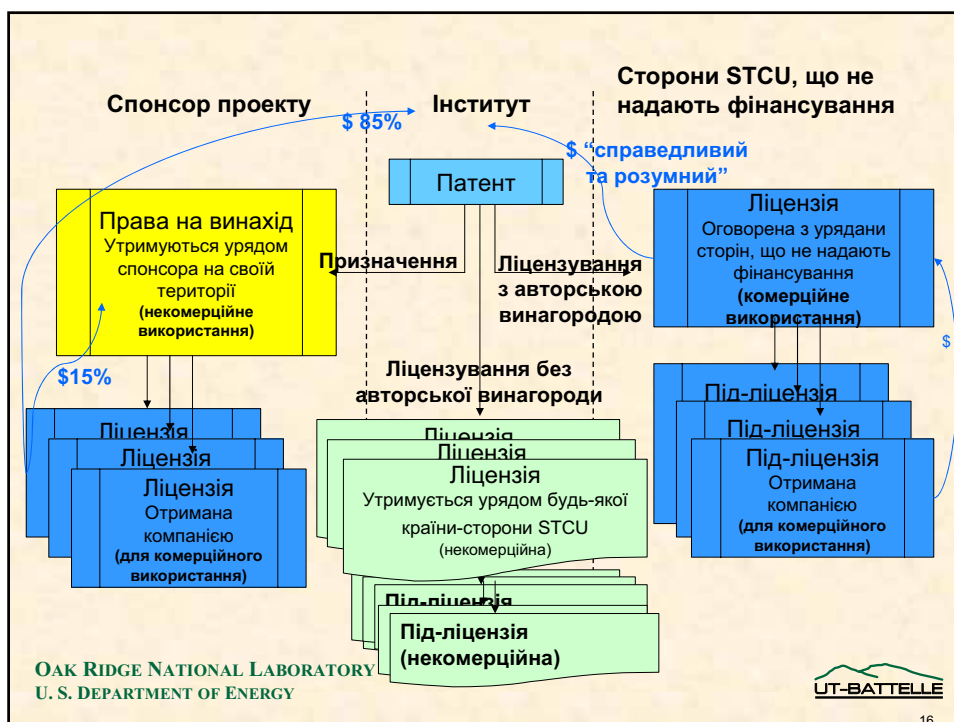 Спонсор проекту
Інститут
Сторони STCU, що не
надають фінансування
$ 85%
$ “справедливий
та розумний”
Патент
Права на винахід
Утримуються урядом
спонсора на своїй
території
(некомерційне
використання)
Призначення
Ліцензування
з авторською
винагородою
Ліцензія
Оговорена з урядани
сторін, що не надають
фінансування
(комерційне
використання)
$
$15%
Ліцензування без
авторської винагороди
Ліцензія
Ліцензія
Ліцензія
Отримана
компанією
(для комерційного
використання)
Ліцензія
Ліцензія
Ліцензія
Утримується урядом будь-якої
країни-сторони STCU
(некомерційна)
Під-ліцензія
Під-ліцензія
(некомерційна)
Під-ліцензія
Під-ліцензія
Під-ліцензія
Отримана
компанією
(для комерційного
використання)
OAK RIDGE NATIONAL LABORATORY
U. S. DEPARTMENT OF ENERGY
UT-BATTELLE
16